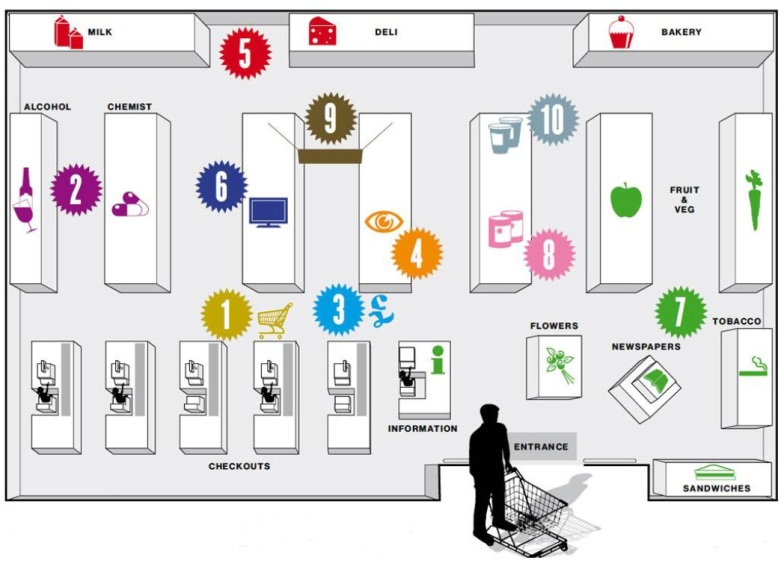 MILK
DELI
BAKERY
5
ALCOHOL
CHEMIST
9
10
2
6
FRUIT
&
VEG
4
8
1
3
£
7
TOBACCO
FLOWERS
NEWSPAPERS
i
INFORMATION
ENTRANCE
CHECKOUTS
SANDWICHES